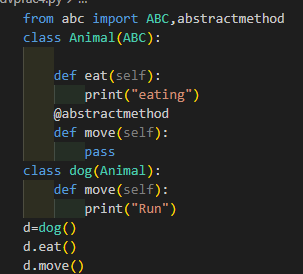 dvprac4.py > ...
from abc import ABC,abstractmethod
class Animal(ABC):
    def eat(self):
        print("eating")
    @abstractmethod
    def move(self):
        pass
class dog(Animal):
    def move(self):
        print("Run")
d=dog()
d.eat()
d.move()